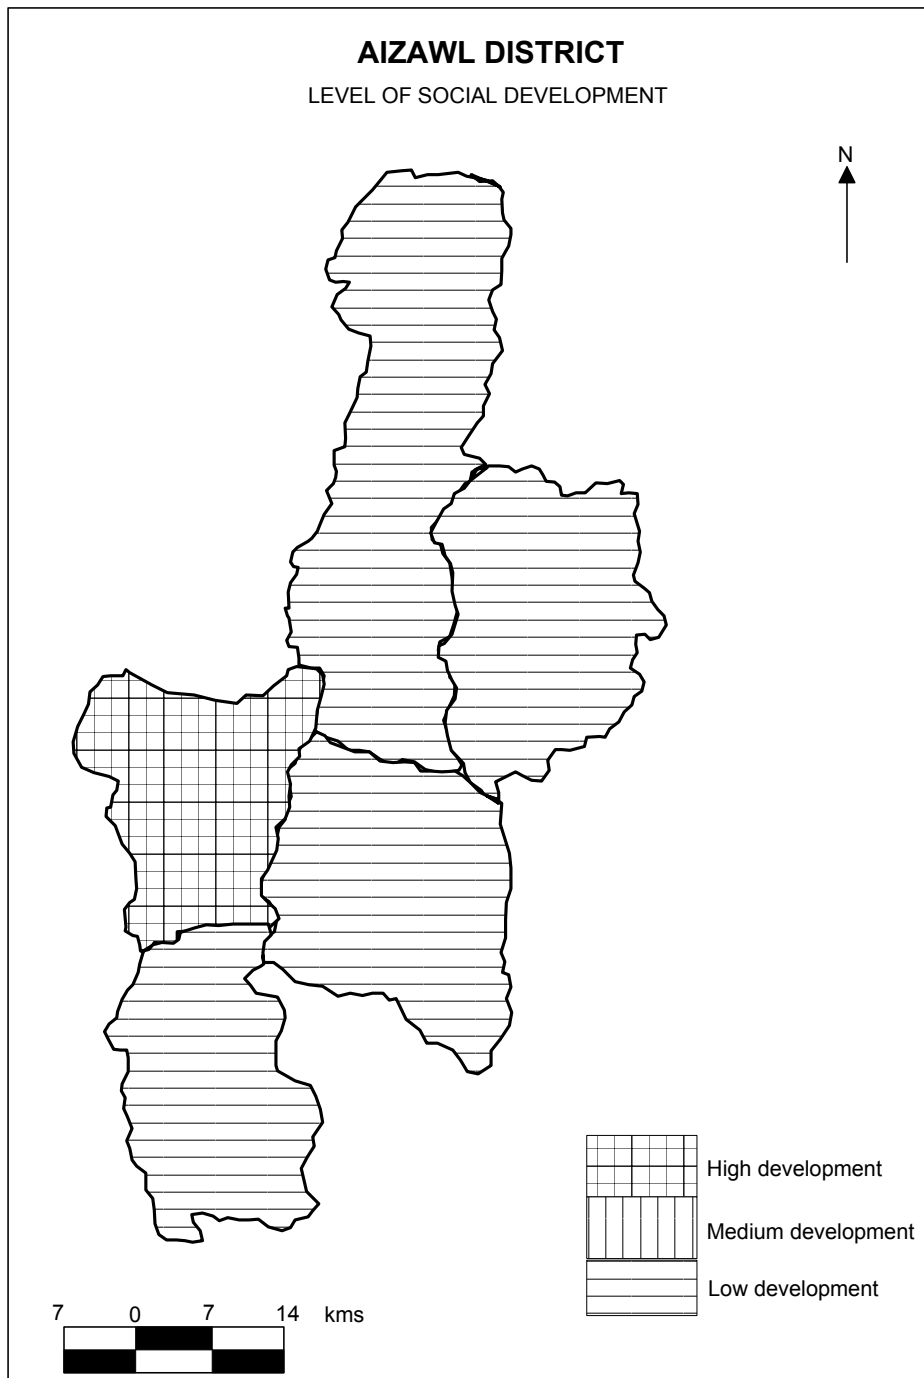 AIZAWL DISTRICT
LEVEL OF SOCIAL DEVELOPMENT
N
High development
Medium development
Low development
7 0 7 14 kms